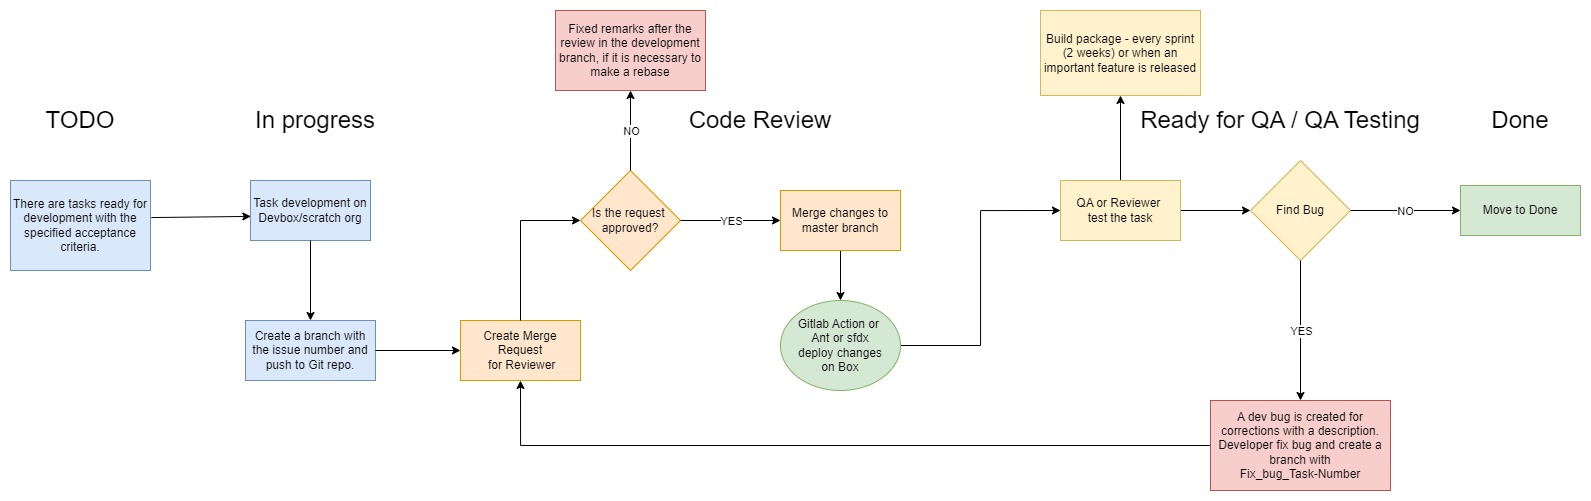 Fixed remarks after the
review in the development
branch, if it is necessary to
make a rebase
Build package - every sprint
(2 weeks) or when an
important feature is released
TODO
In progress
NO
Code Review
Ready for QA / QA Testing
Done
There are tasks ready for
development with the
specified acceptance
criteria.
Task development on
Devbox/scratch org
Is the request
approved?
YES
Merge changes to
master branch
QA or Reviewer
test the task
Find Bug
NO
Move to Done
Create a branch with
the issue number and
push to Git repo.
Create Merge
Request
for Reviewer
Gitlab Action or
Ant or sfdx
deploy changes
on Box
YES
A dev bug is created for
corrections with a description.
Developer fix bug and create a
branch with
Fix_bug_Task-Number